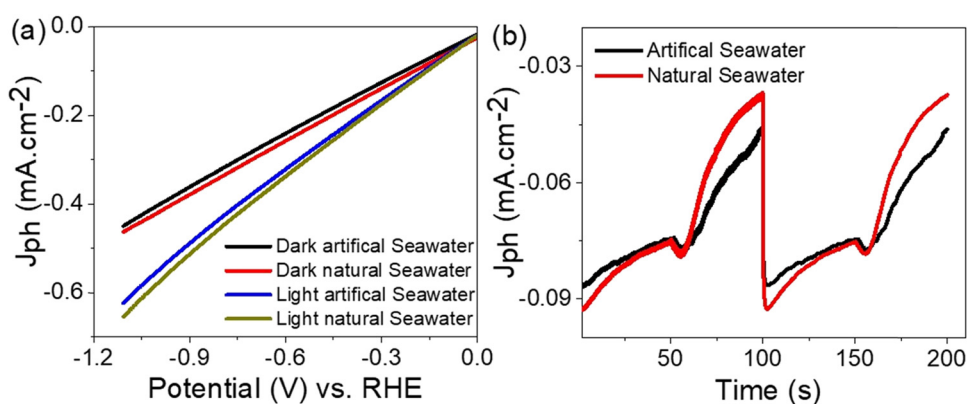 (a)
0.0
-0.2
-0.4
-0.6
Jph (mA.cm-2)
Dark artifical Seawater
Dark natural Seawater
Light artifical Seawater
Light natural Seawater
-1.2 -0.9 -0.6 -0.3 0.0
Potential (V) vs. RHE
(b)
Artifical Seawater
Natural Seawater
-0.03
-0.06
-0.09
Jph (mA.cm-2)
50 100 150 200
Time (s)